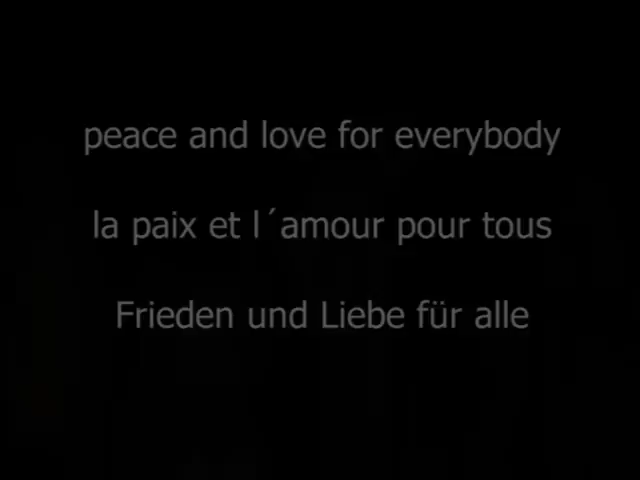 peace and love for everybody
la paix et l´amour pour tous
Frieden und Liebe für alle